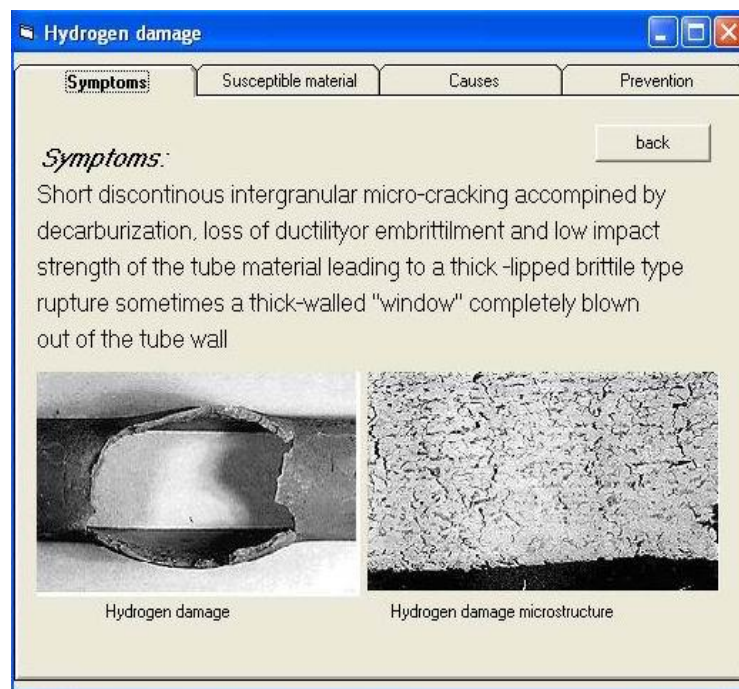 Hydrogen damage
Symptoms Susceptible material Causes Prevention
back
Symptoms:
Short discontinous intergranular micro-cracking accompined by
decarburization, loss of ductilityor embrittilment and low impact
strength of the tube material leading to a thick -lipped brittile type
rupture sometimes a thick-walled "window" completely blown
out of the tube wall
Hydrogen damage Hydrogen damage microstructure